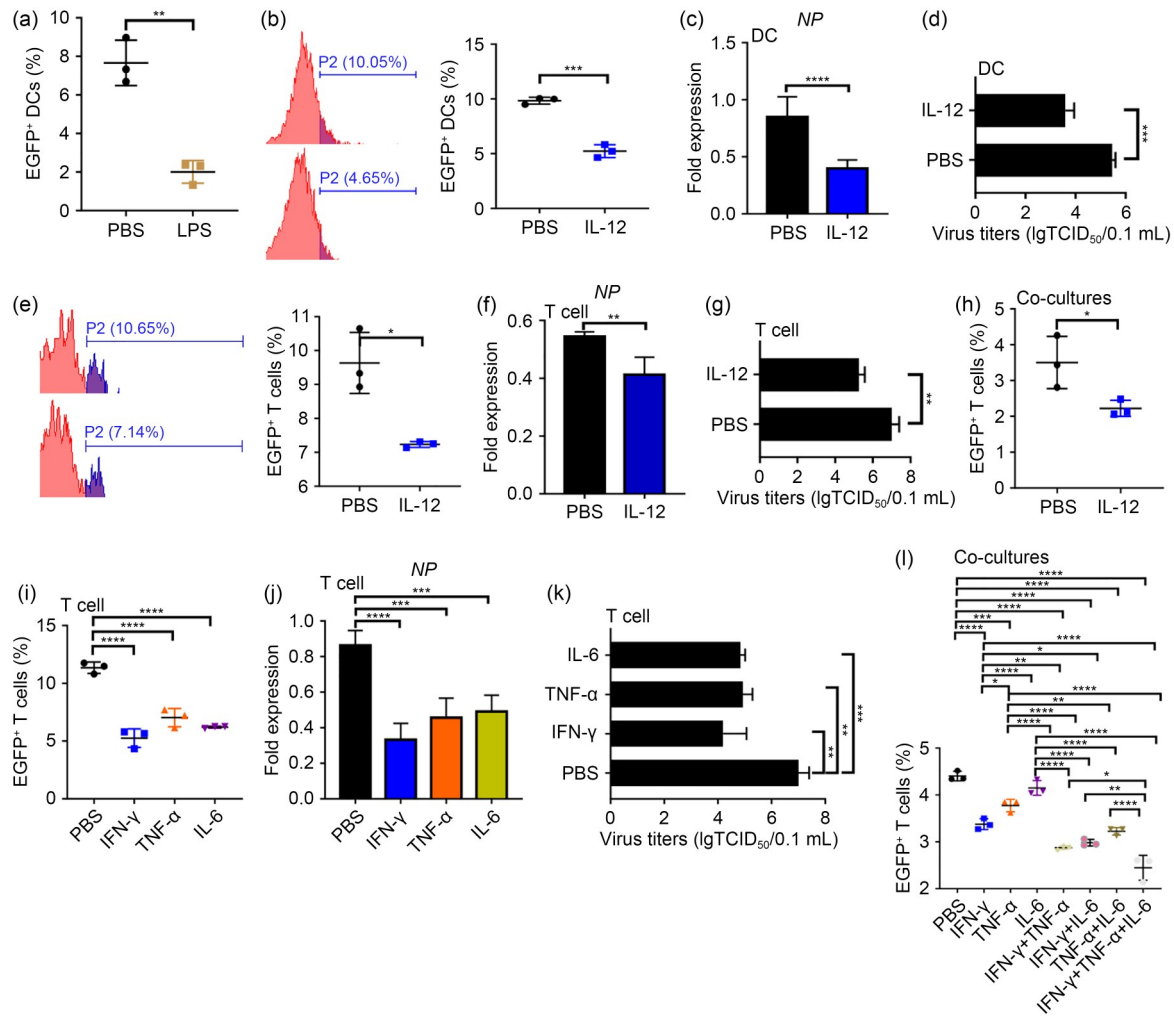 (a)
**
EGFP+ DCs (%)
10
8
6
4
2
0
PBS LPS
(b)
P2 (10.05%)
P2 (4.65%)
***
EGFP+ DCs (%)
15
10
5
0
PBS IL-12
(c)
NP
DC
****
Fold expression
1.5
1.0
0.5
0.0
PBS IL-12
(d)
DC
IL-12
PBS
***
0 2 4 6
Virus titers (lgTCID50/0.1 mL)
(e)
P2 (10.65%)
P2 (7.14%)
*
EGFP+ T cells (%)
11
10
9
8
7
6
PBS IL-12
(f)
NP
T cell
**
Fold expression
0.6
0.4
0.2
0.0
PBS IL-12
(g)
T cell
IL-12
PBS
**
0 2 4 6 8
Virus titers (lgTCID50/0.1 mL)
(h)
Co-cultures
*
EGFP+ T cells (%)
5
4
3
2
1
0
PBS IL-12
(i)
T cell
****
****
****
EGFP+ T cells (%)
15
10
5
0
PBS
IFN-γ
TNF-α
IL-6
(j)
NP
T cell
***
***
****
Fold expression
1.0
0.8
0.6
0.4
0.2
0.0
PBS
IFN-γ
TNF-α
IL-6
(k)
T cell
IL-6
TNF-α
IFN-γ
PBS
**
**
***
0 2 4 6 8
Virus titers (lgTCID50/0.1 mL)
(l)
Co-cultures
****
****
****
****
***
****
****
*
**
****
*
****
**
****
****
****
****
****
****
*
**
****
EGFP+ T cells (%)
5
4
3
2
PBS
IFN-γ
TNF-α
IL-6
IFN-γ+TNF-α
IFN-γ+IL-6
TNF-α+IL-6
IFN-γ+TNF-α+IL-6